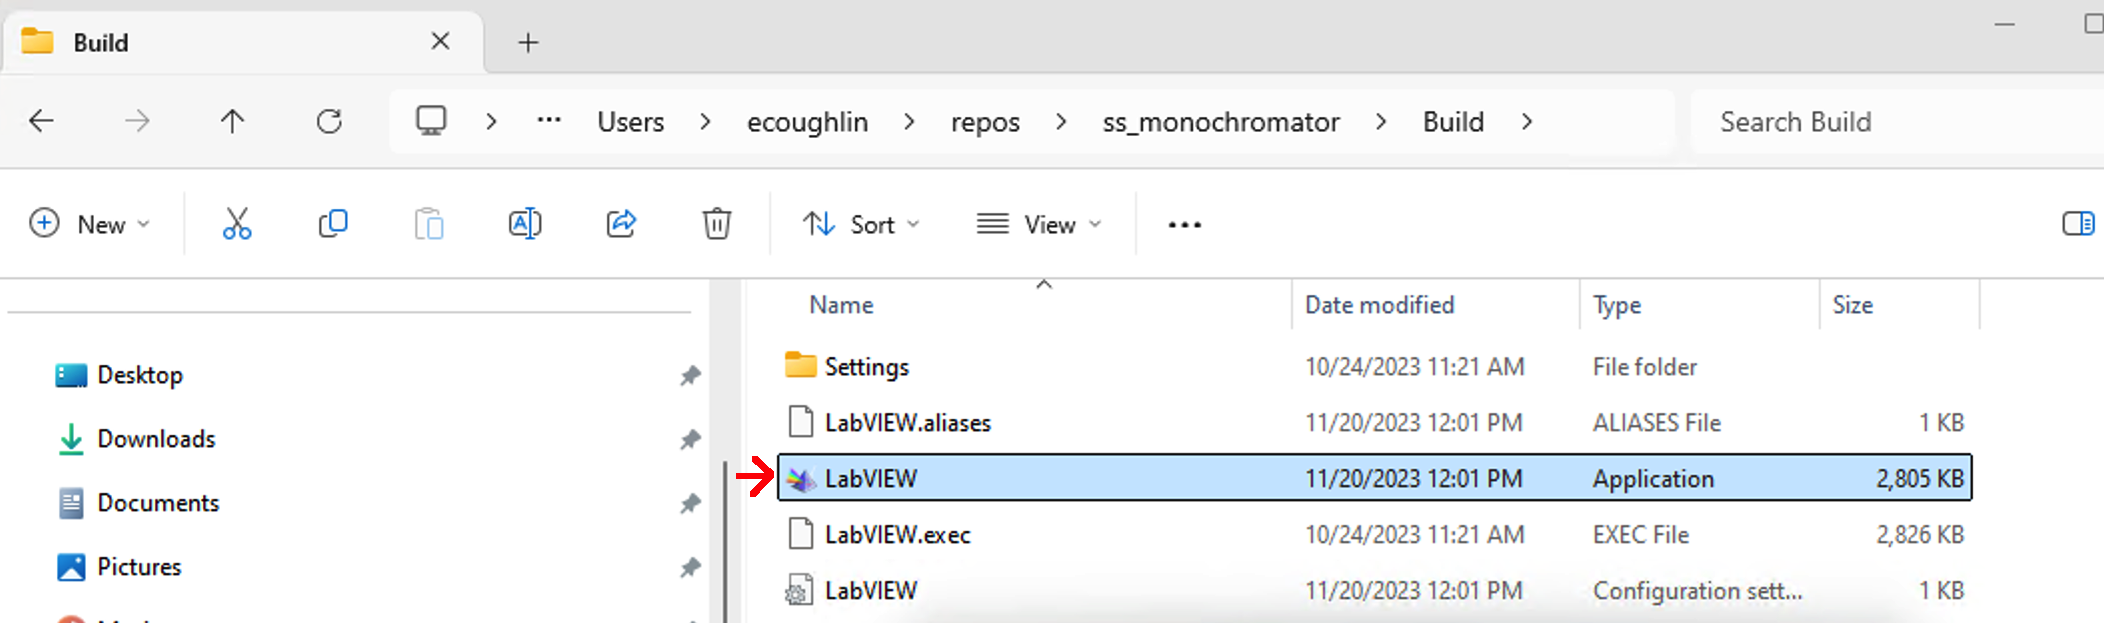 Build
Users > ecoughlin > repos > ss_monochromator > Build >
Search Build
New
Sort
View
Name Date modified Type Size
Desktop
Downloads
Documents
Pictures
Settings 10/24/2023 11:21 AM File folder
LabVIEW.aliases 11/20/2023 12:01 PM ALIASES File 1 KB
LabVIEW 11/20/2023 12:01 PM Application 2,805 KB
LabVIEW.exec 10/24/2023 11:21 AM EXEC File 2,826 KB
LabVIEW 11/20/2023 12:01 PM Configuration sett... 1 KB